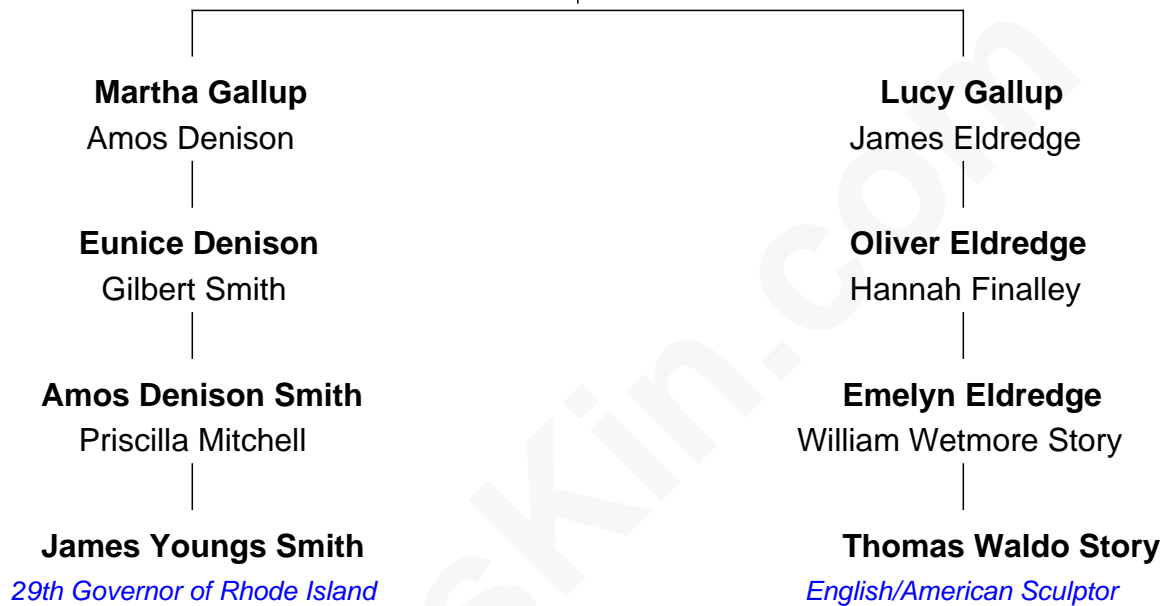 Martha Gallup
Amos Denison
Eunice Denison
Gilbert Smith
Amos Denison Smith
Priscilla Mitchell
James Youngs Smith
29th Governor of Rhode Island
Lucy Gallup
James Eldredge
Oliver Eldredge
Hannah Finalley
Emelyn Eldredge
William Wetmore Story
Thomas Waldo Story
English/American Sculptor
sKin.com